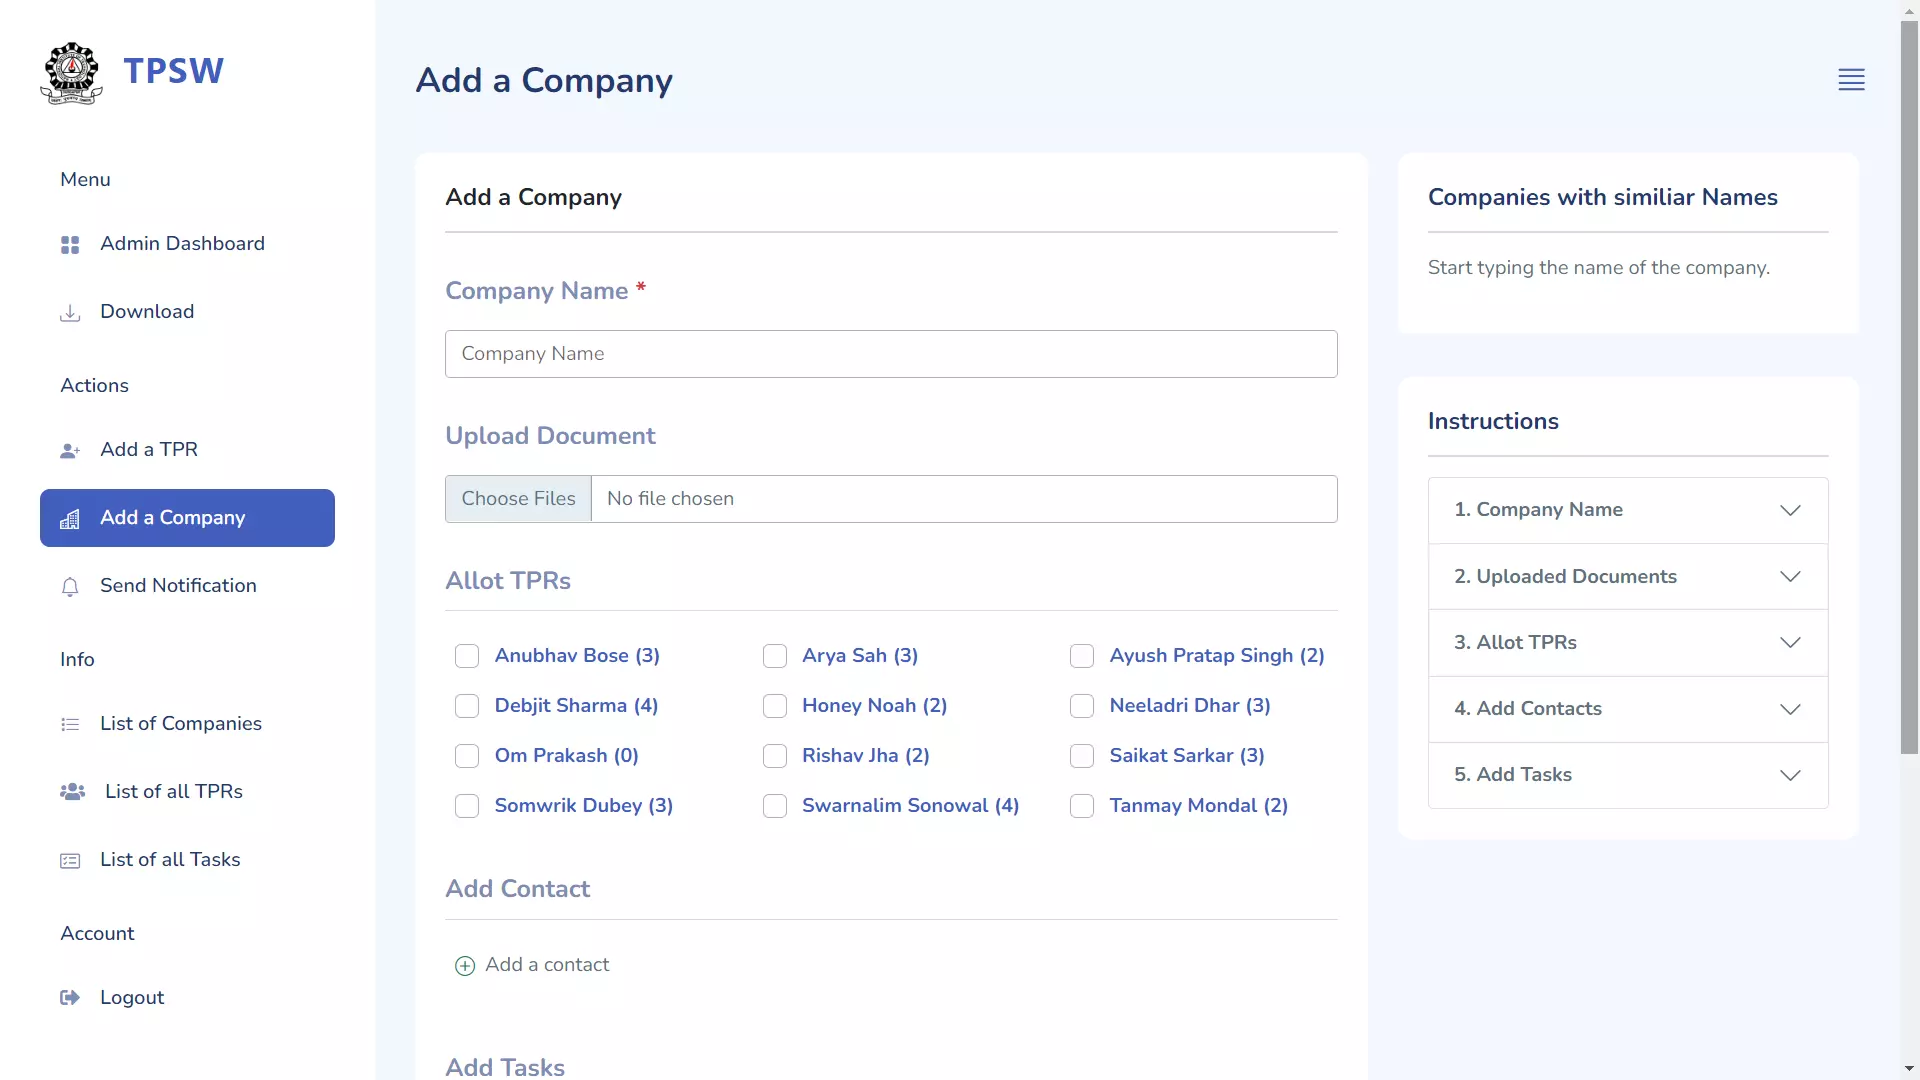 TPSW
Menu
Admin Dashboard
Download
Actions
Add a TPR
Add a Company
Send Notification
Info
List of Companies
List of all TPRs
List of all Tasks
Account
Logout
Add a Company
Add a Company
Company Name *
Company Name
Upload Document
Choose Files No file chosen
Allot TPRs
Anubhav Bose (3) Arya Sah (3) Ayush Pratap Singh (2)
Debjit Sharma (4) Honey Noah (2) Neeladri Dhar (3)
Om Prakash (0) Rishav Jha (2) Saikat Sarkar (3)
Somwrik Dubey (3) Swarnalim Sonowal (4) Tanmay Mondal (2)
Add Contact
Add a contact
Add Tasks
Companies with similiar Names
Start typing the name of the company.
Instructions
1. Company Name
2. Uploaded Documents
3. Allot TPRs
4. Add Contacts
5. Add Tasks